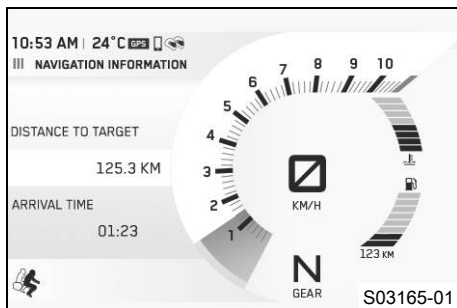 10:53 AM | 24°C GPS
NAVIGATION INFORMATION
DISTANCE TO TARGET
125.3 KM
ARRIVAL TIME
01:23
1
2
3
4
5
6
7
8
9
10
0
KM/H
N
GEAR
123 KM
S03165-01